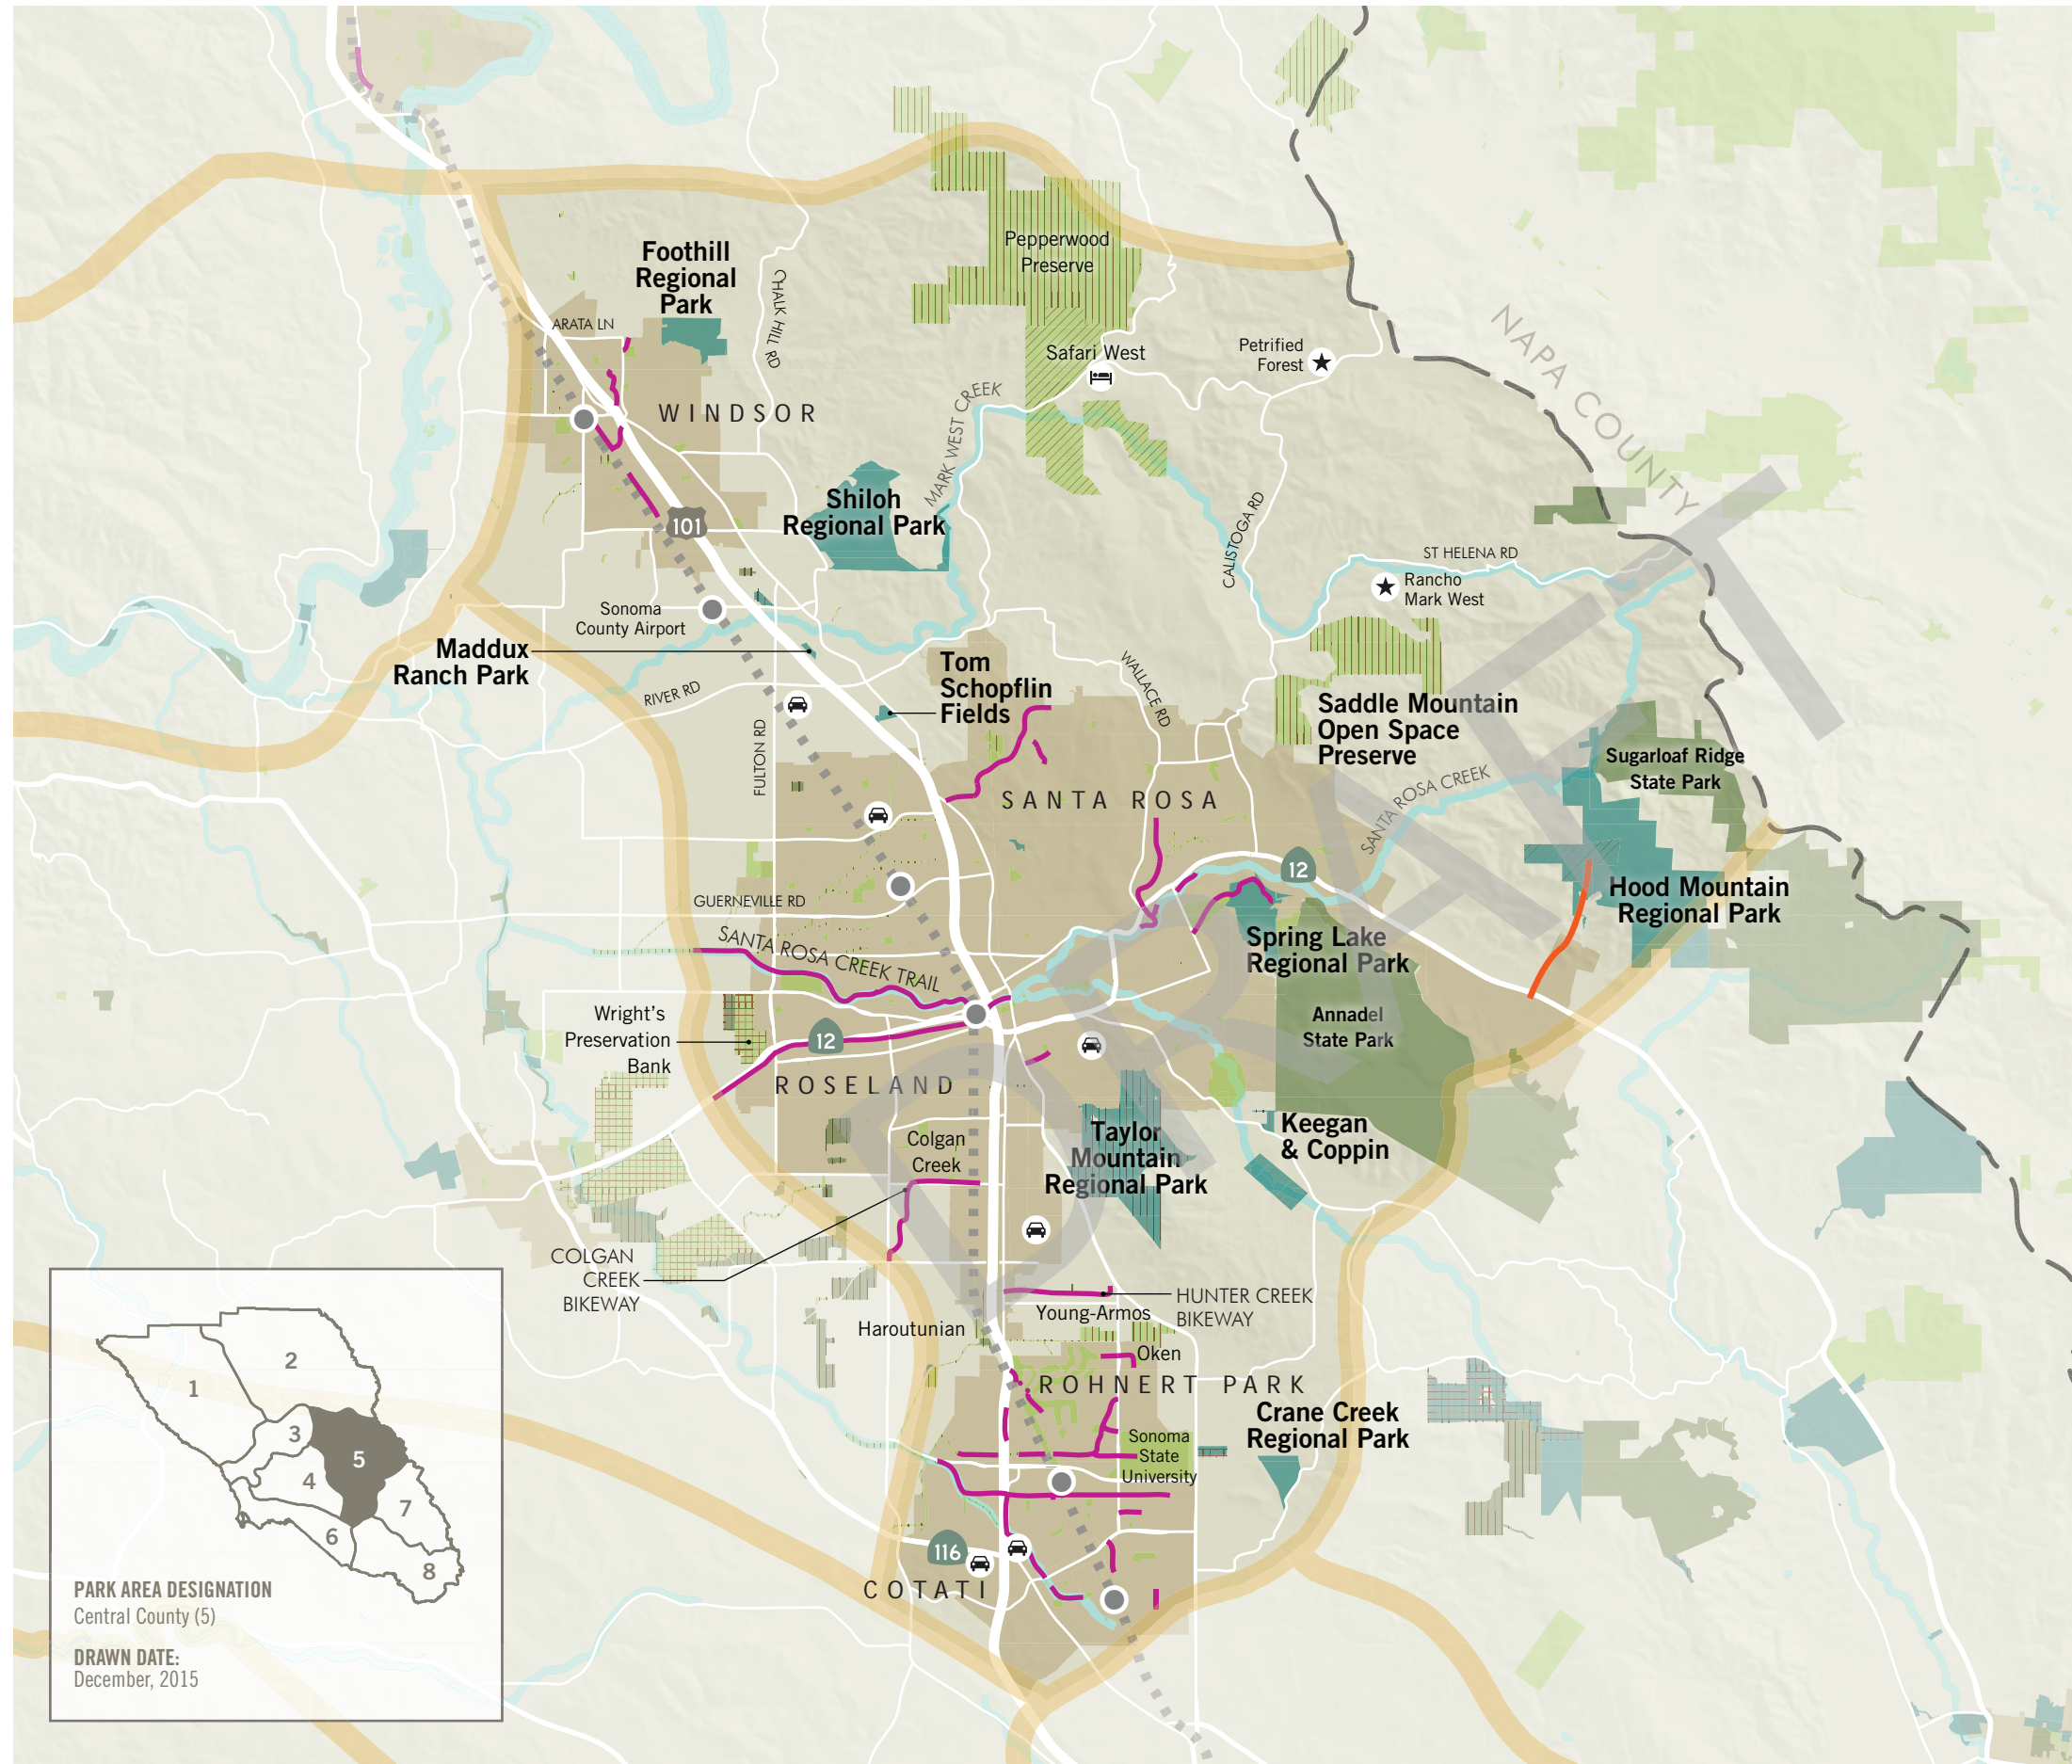 Foothill
Regional
Park
ARATA LN
CHALK HILL RD
Pepperwood
Preserve
Safari West
Petrified
Forest
NAPA COUNTY
WINDSOR
MARK WEST CREEK
Shiloh
Regional Park
101
CALISTOGA RD
ST HELENA RD
Rancho
Mark West
Sonoma
County Airport
Maddux
Ranch Park
RIVER RD
FULTON RD
Tom
Schopflin
Fields
WALLACE RD
Saddle Mountain
Open Space
Preserve
Sugarloaf Ridge
State Park
SANTA ROSA
SANTA ROSA CREEK
12
Hood Mountain
Regional Park
GUERNEVILLE RD
SANTA ROSA CREEK TRAIL
Spring Lake
Regional Park
Annadel
State Park
Wright's
Preservation
Bank
12
ROSELAND
Colgan
Creek
Taylor
Mountain
Regional Park
Keegan
& Coppin
COLGAN
CREEK
BIKEWAY
HUNTER CREEK
BIKEWAY
Young-Armos
Haroutunian
Oken
ROHNERT PARK
Crane Creek
Regional Park
Sonoma
State
University
116
COTATI
DRAFT
1
2
3
4
5
6
7
8
PARK AREA DESIGNATION
Central County (5)
DRAWN DATE:
December, 2015